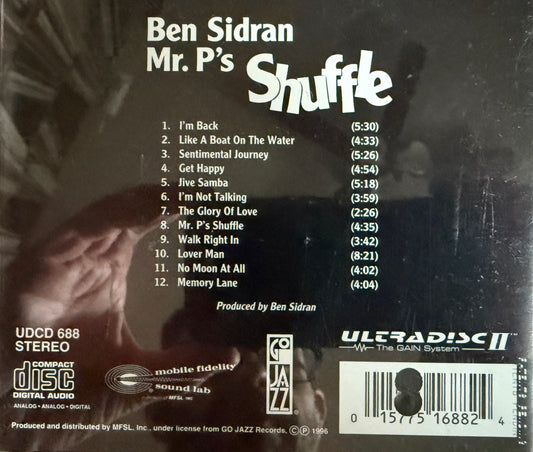 Ben Sidran
Mr. P's Shuffle
1. I'm Back (5:30)
2. Like A Boat On The Water (4:33)
3. Sentimental Journey (5:26)
4. Get Happy (4:54)
5. Jive Samba (5:18)
6. I'm Not Talking (3:59)
7. The Glory Of Love (2:26)
8. Mr. P's Shuffle (4:35)
9. Walk Right In (3:42)
10. Lover Man (8:21)
11. No Moon At All (4:02)
12. Memory Lane (4:04)
Produced by Ben Sidran
UDCD 688
STEREO
COMPACT
disc
DIGITAL AUDIO
ANALOG • ANALOG • DIGITAL
mobile fidelity
sound lab
by MFSL, INC.
GO
JAZZ
ULTRADISC II™
The GAIN System™
0 15775 16882 4
Produced and distributed by MFSL, Inc., under license from GO JAZZ Records, ©℗ 1996